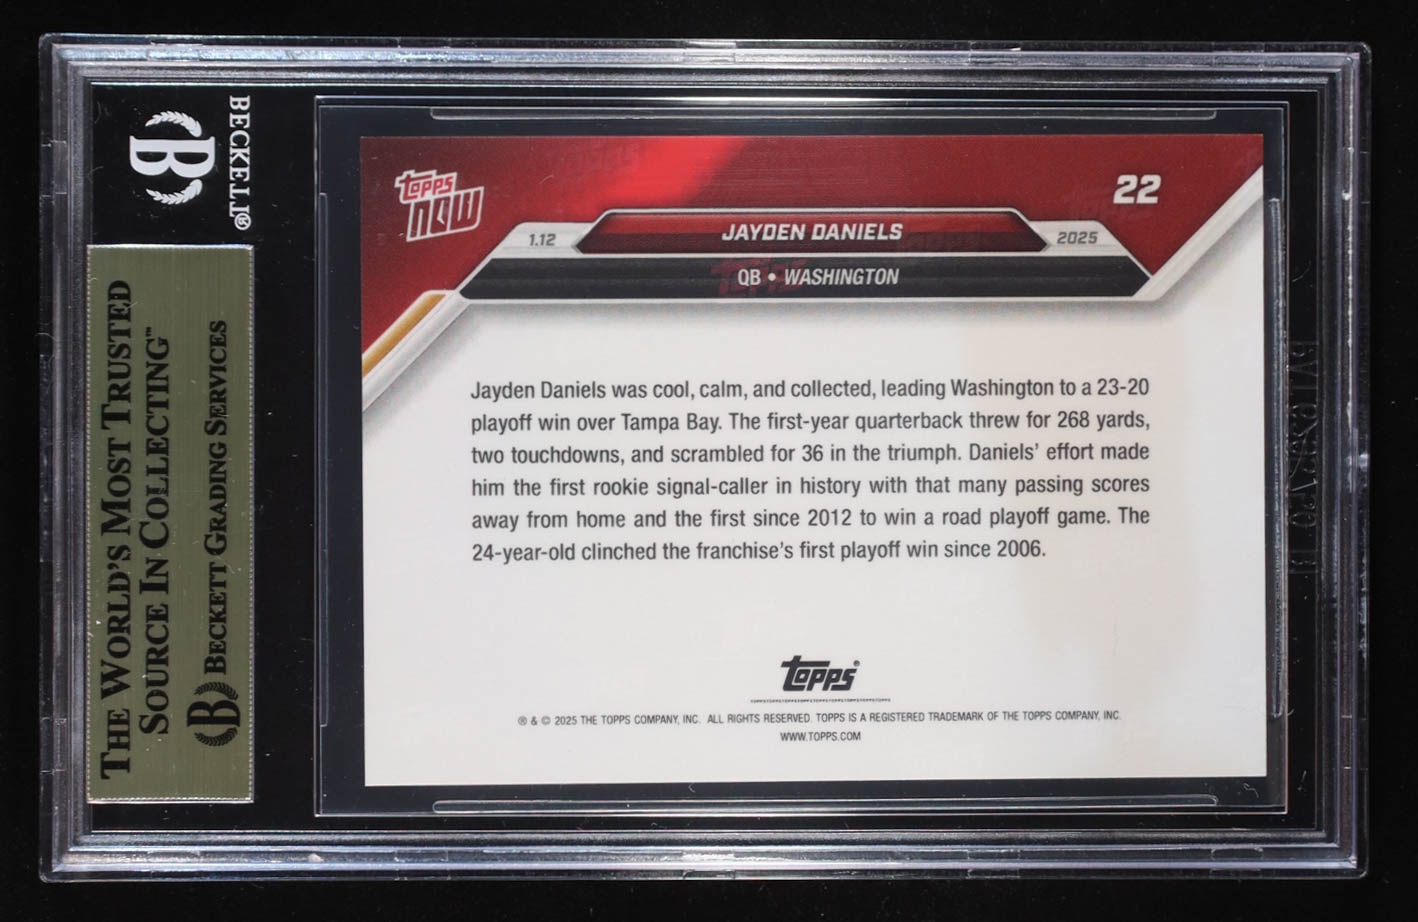 BECKETT®
B
THE WORLD'S MOST TRUSTED
SOURCE IN COLLECTING™
B BECKETT GRADING SERVICES
topps
NOW
22
1.12
JAYDEN DANIELS
2025
QB • WASHINGTON
Jayden Daniels was cool, calm, and collected, leading Washington to a 23-20
playoff win over Tampa Bay. The first-year quarterback threw for 268 yards,
two touchdowns, and scrambled for 36 in the triumph. Daniels' effort made
him the first rookie signal-caller in history with that many passing scores
away from home and the first since 2012 to win a road playoff game. The
24-year-old clinched the franchise's first playoff win since 2006.
topps®
® & © 2025 THE TOPPS COMPANY, INC. ALL RIGHTS RESERVED. TOPPS IS A REGISTERED TRADEMARK OF THE TOPPS COMPANY, INC.
WWW.TOPPS.COM